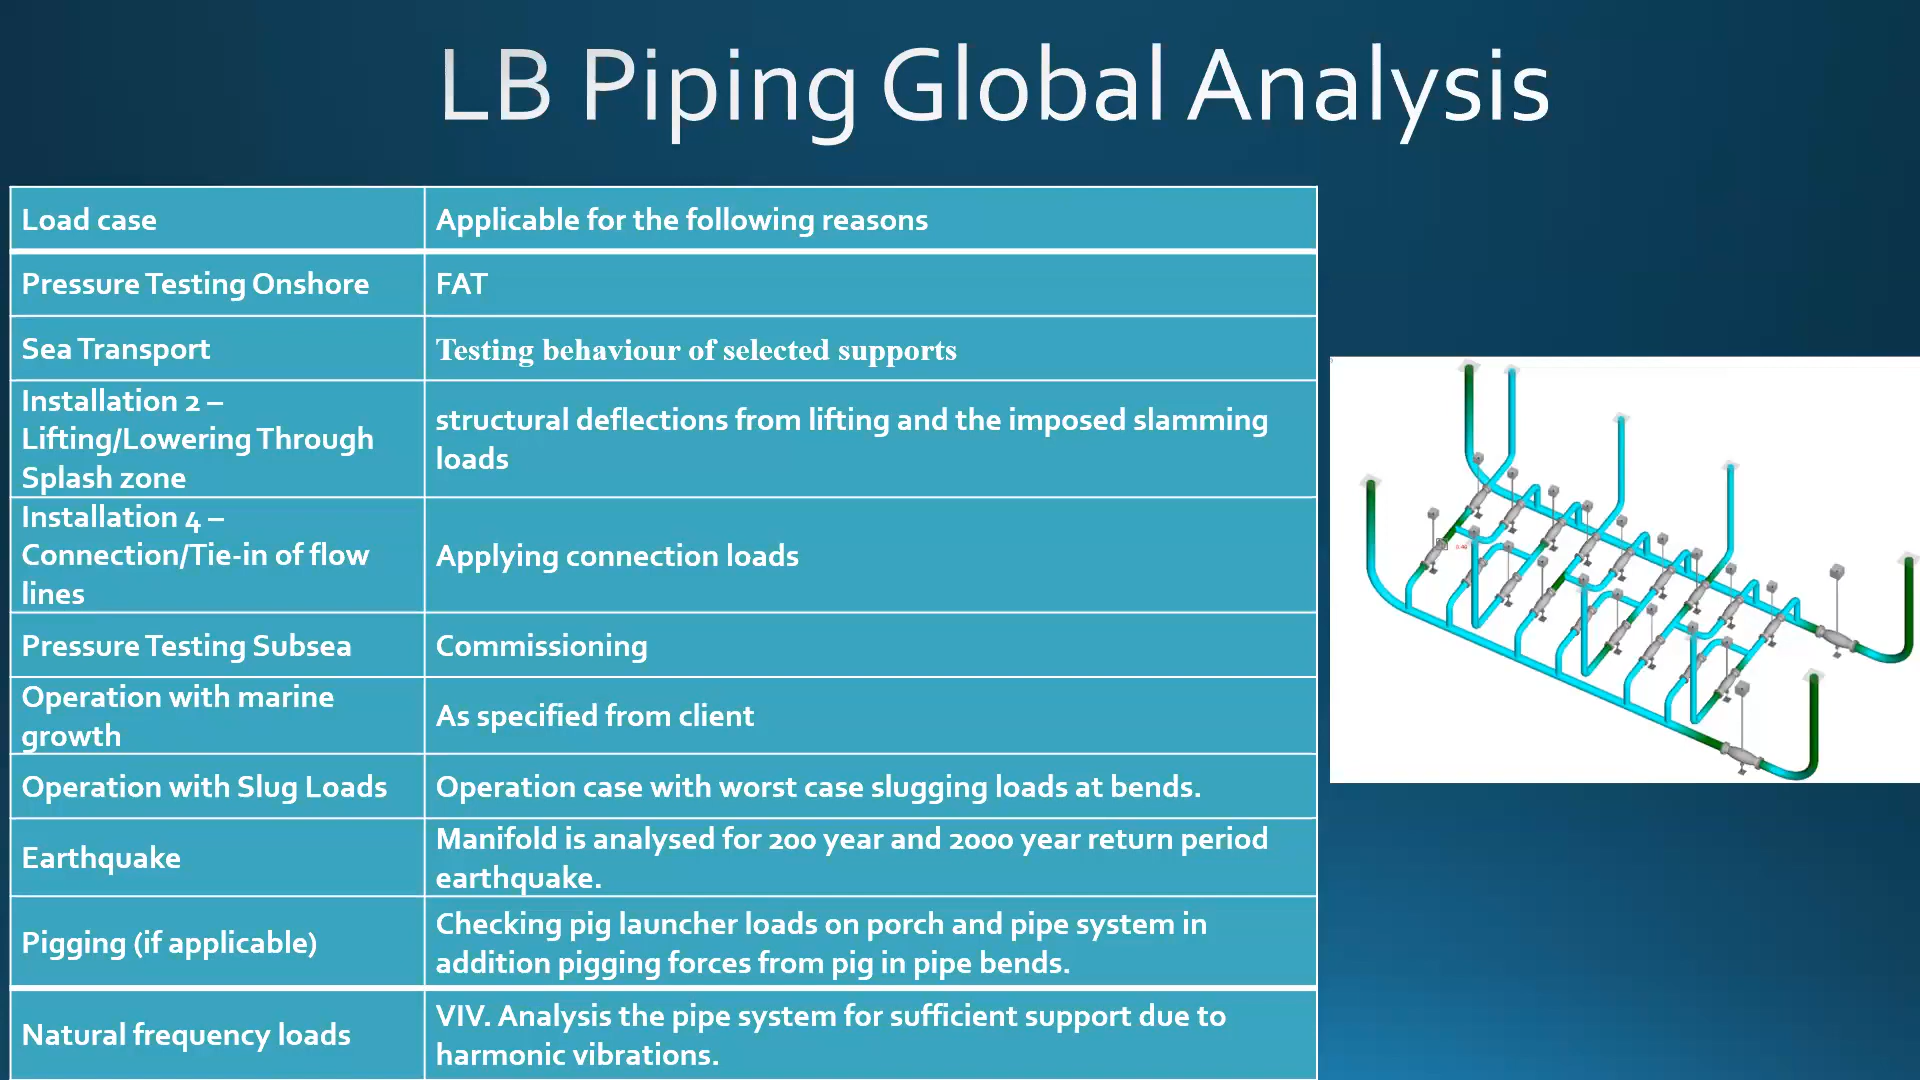 LB Piping Global Analysis
Load case
Applicable for the following reasons
Pressure Testing Onshore
FAT
Sea Transport
Testing behaviour of selected supports
Installation 2 –
Lifting/Lowering Through
Splash zone
structural deflections from lifting and the imposed slamming
loads
Installation 4 –
Connection/Tie-in of flow
lines
Applying connection loads
Pressure Testing Subsea
Commissioning
Operation with marine
growth
As specified from client
Operation with Slug Loads
Operation case with worst case slugging loads at bends.
Earthquake
Manifold is analysed for 200 year and 2000 year return period
earthquake.
Pigging (if applicable)
Checking pig launcher loads on porch and pipe system in
addition pigging forces from pig in pipe bends.
Natural frequency loads
VIV. Analysis the pipe system for sufficient support due to
harmonic vibrations.